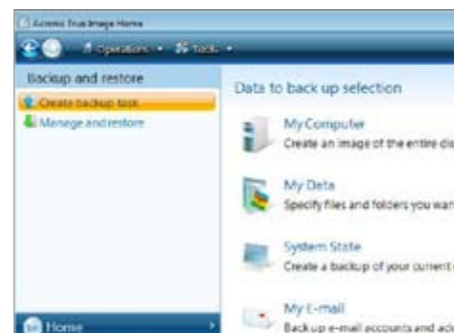 Acronis True Image Home
Operations Tools
Backup and restore
Create backup task
Manage and restore
Home
Data to back up selection
My Computer
Create an image of the entire
My Data
Specify files and folders you
System State
Create a backup of your current
My E-mail
Back up e-mail accounts and